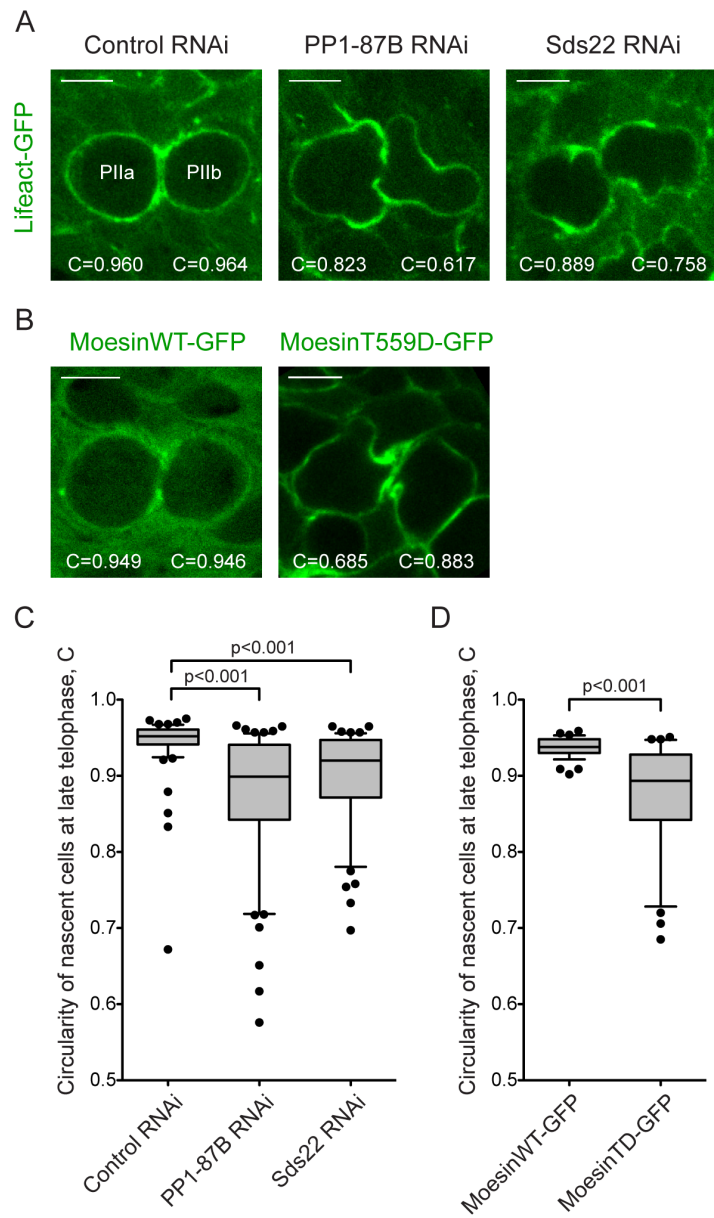 A
Control RNAi PP1-87B RNAi Sds22 RNAi
Lifeact-GFP
PIIa PIIb
C=0.960 C=0.964 C=0.823 C=0.617 C=0.889 C=0.758
B
MoesinWT-GFP MoesinT559D-GFP
C=0.949 C=0.946 C=0.685 C=0.883
C
Circularity of nascent cells at late telophase, C
p<0.001
p<0.001
1.0
0.9
0.8
0.7
0.6
0.5
Control RNAi
PP1-87B RNAi
Sds22 RNAi
D
Circularity of nascent cells at late telophase, C
p<0.001
1.0
0.9
0.8
0.7
0.6
0.5
MoesinWT-GFP
MoesinTD-GFP